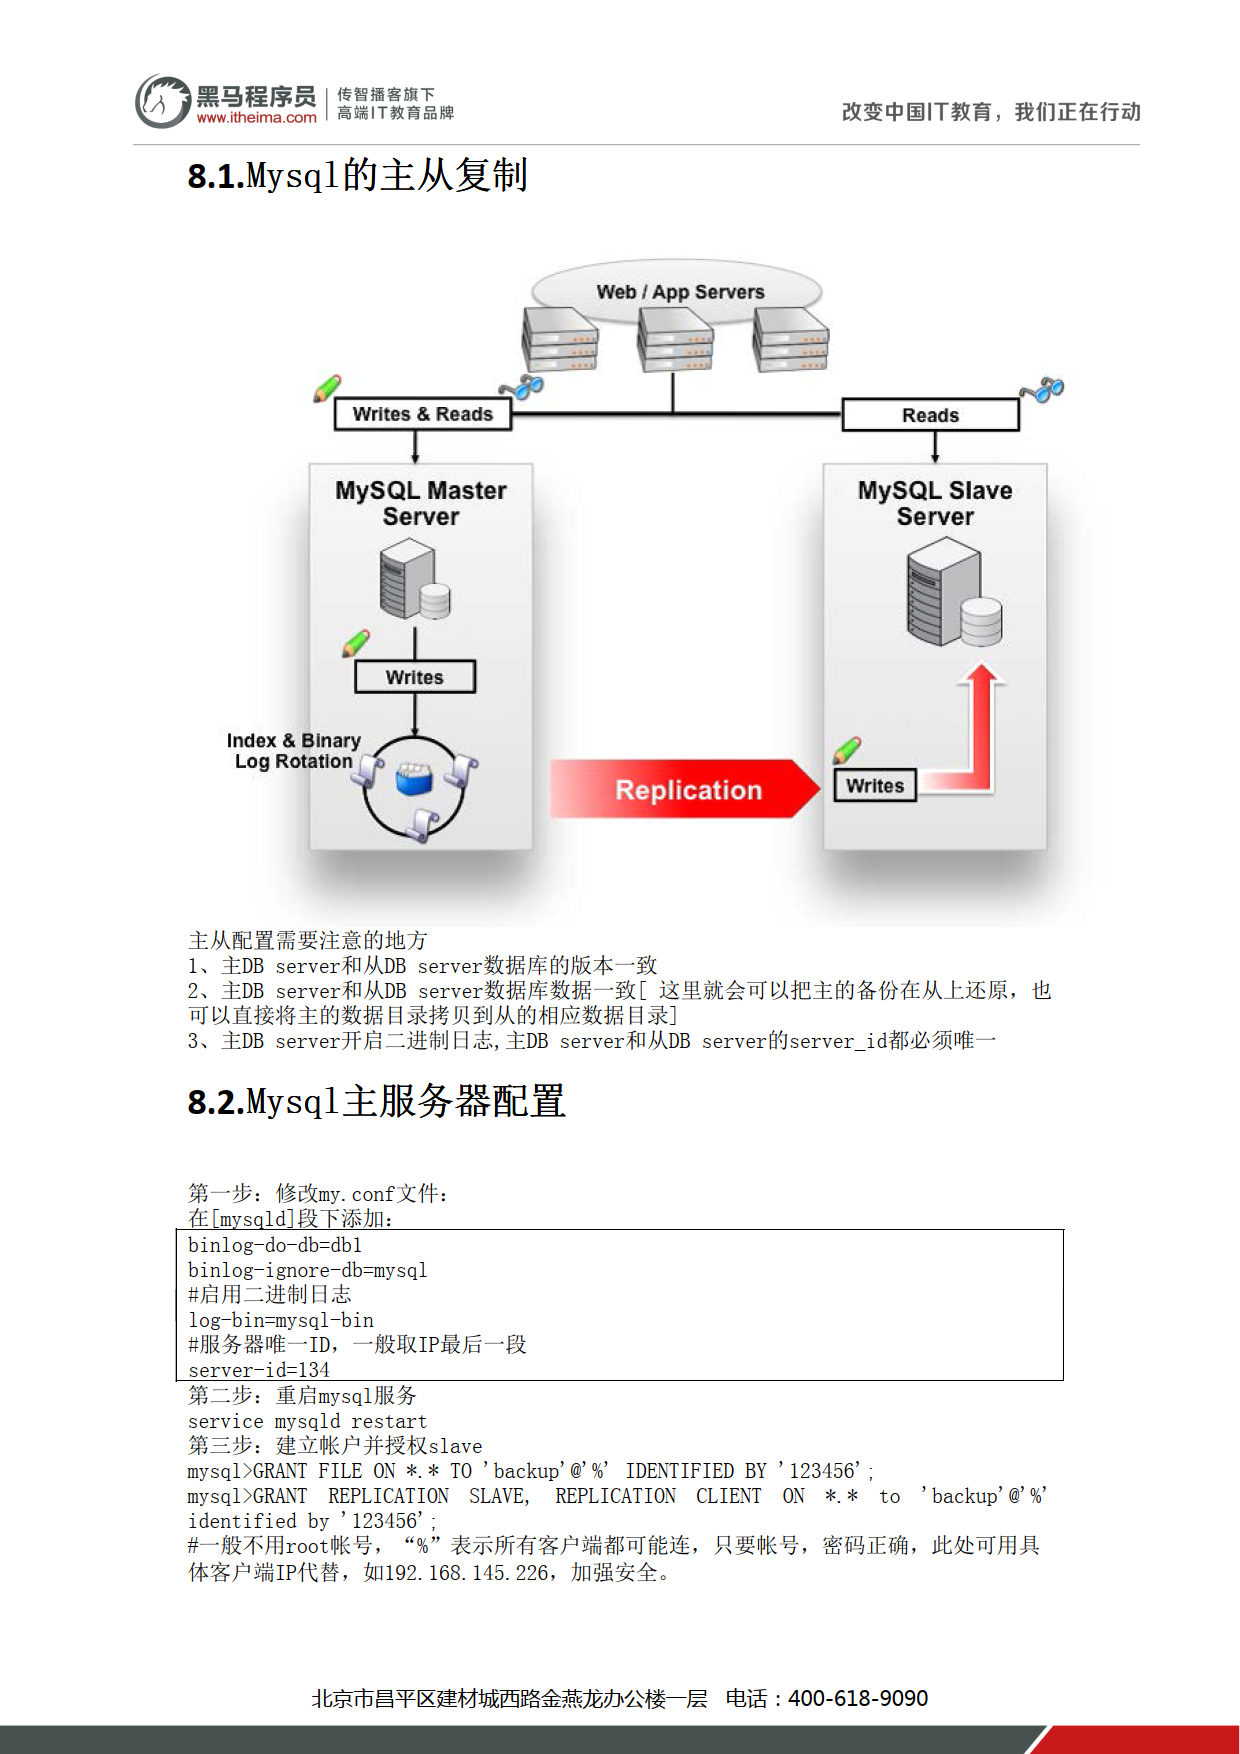 黑马程序员
www.itheima.com
传智播客旗下
高端IT教育品牌
改变中国IT教育，我们正在行动
8.1.Mysql的主从复制
Web / App Servers
Writes & Reads
Reads
MySQL Master
Server
MySQL Slave
Server
Writes
Index & Binary
Log Rotation
Replication
Writes
主从配置需要注意的地方
1、主DB server和从DB server数据库的版本一致
2、主DB server和从DB server数据库数据一致[ 这里就会可以把主的备份在从上还原，也
可以直接将主的数据目录拷贝到从的相应数据目录]
3、主DB server开启二进制日志,主DB server和从DB server的server_id都必须唯一
8.2.Mysql主服务器配置
第一步：修改my.conf文件：
在[mysqld]段下添加：
binlog-do-db=db1
binlog-ignore-db=mysql
#启用二进制日志
log-bin=mysql-bin
#服务器唯一ID，一般取IP最后一段
server-id=134
第二步：重启mysql服务
service mysqld restart
第三步：建立帐户并授权slave
mysql>GRANT FILE ON *.* TO 'backup'@'%' IDENTIFIED BY '123456';
mysql>GRANT REPLICATION SLAVE, REPLICATION CLIENT ON *.* to 'backup'@'%'
identified by '123456';
#一般不用root帐号，“%”表示所有客户端都可能连，只要帐号，密码正确，此处可用具
体客户端IP代替，如192.168.145.226，加强安全。
北京市昌平区建材城西路金燕龙办公楼一层 电话：400-618-9090